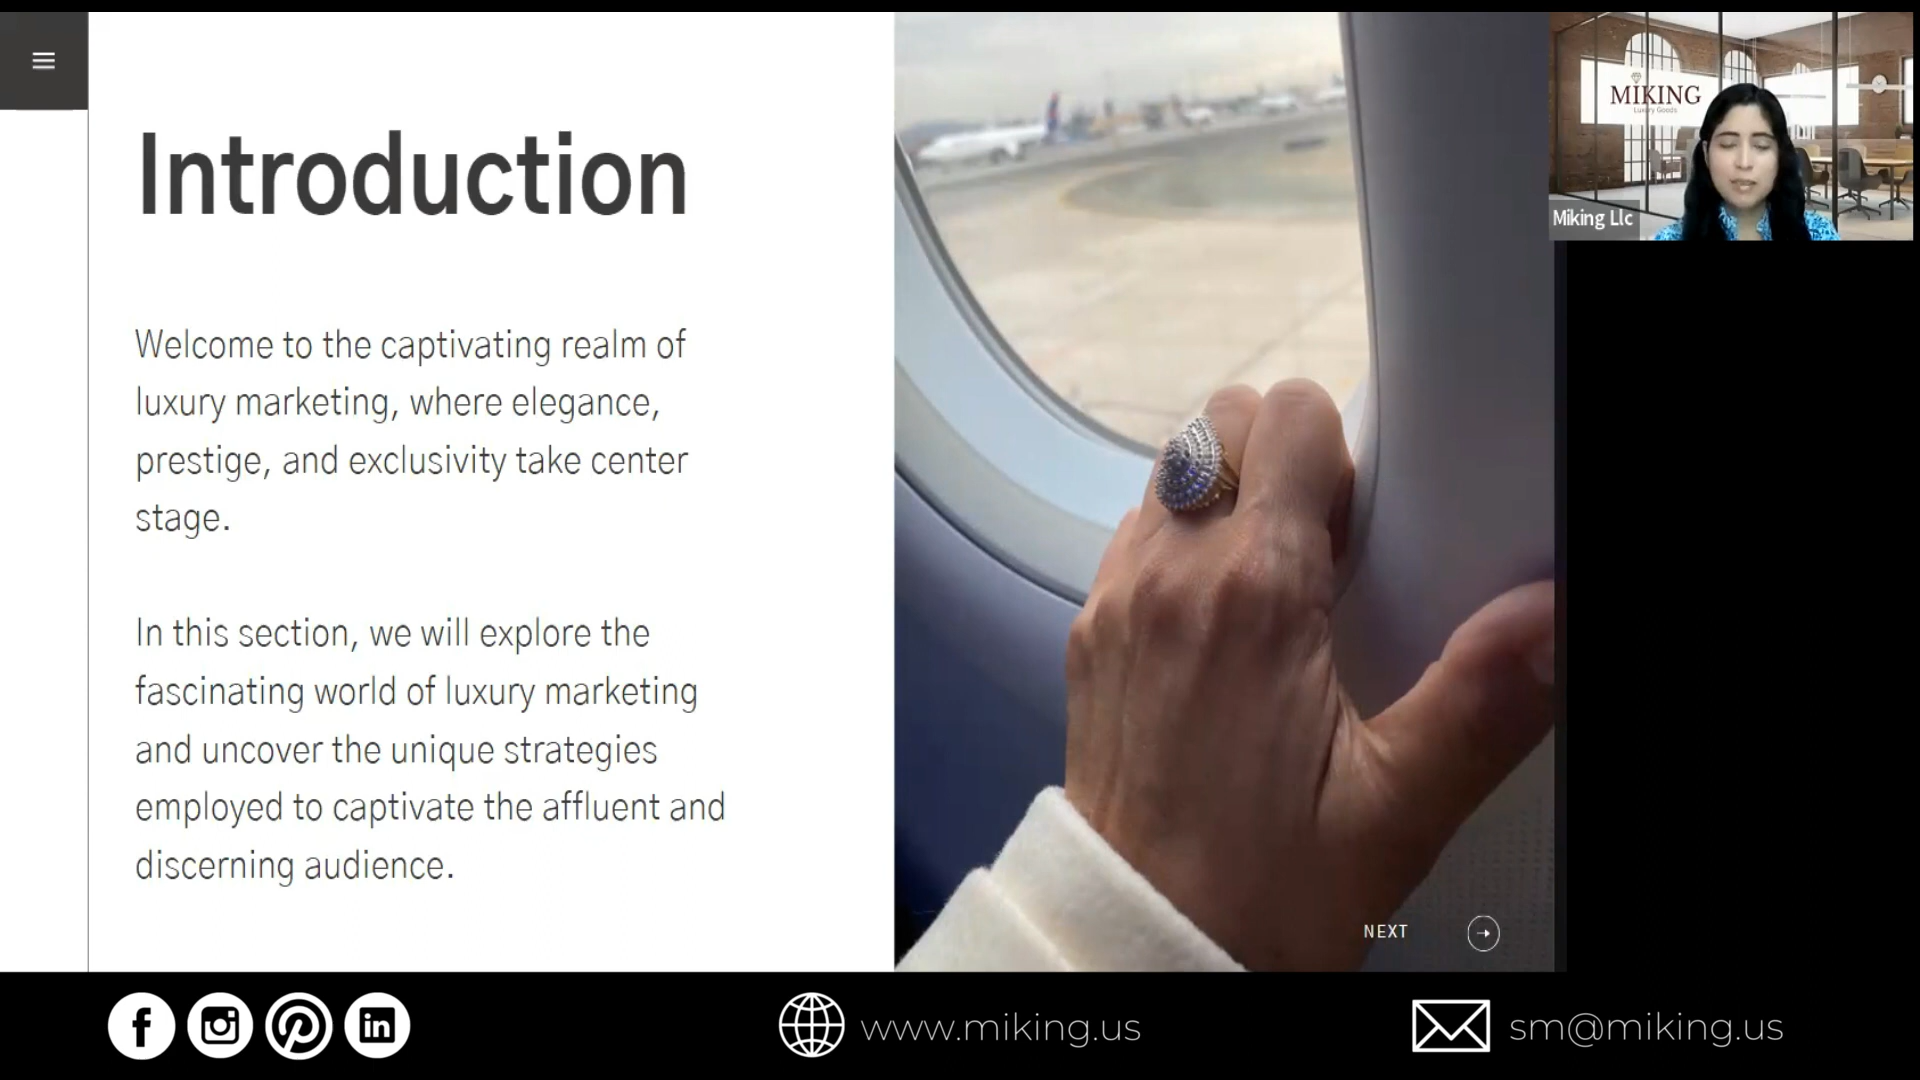 Introduction
Welcome to the captivating realm of
luxury marketing, where elegance,
prestige, and exclusivity take center
stage.
In this section, we will explore the
fascinating world of luxury marketing
and uncover the unique strategies
employed to captivate the affluent and
discerning audience.
NEXT
MIKING
Luxury Goods
Miking Llc
www.miking.us
sm@miking.us